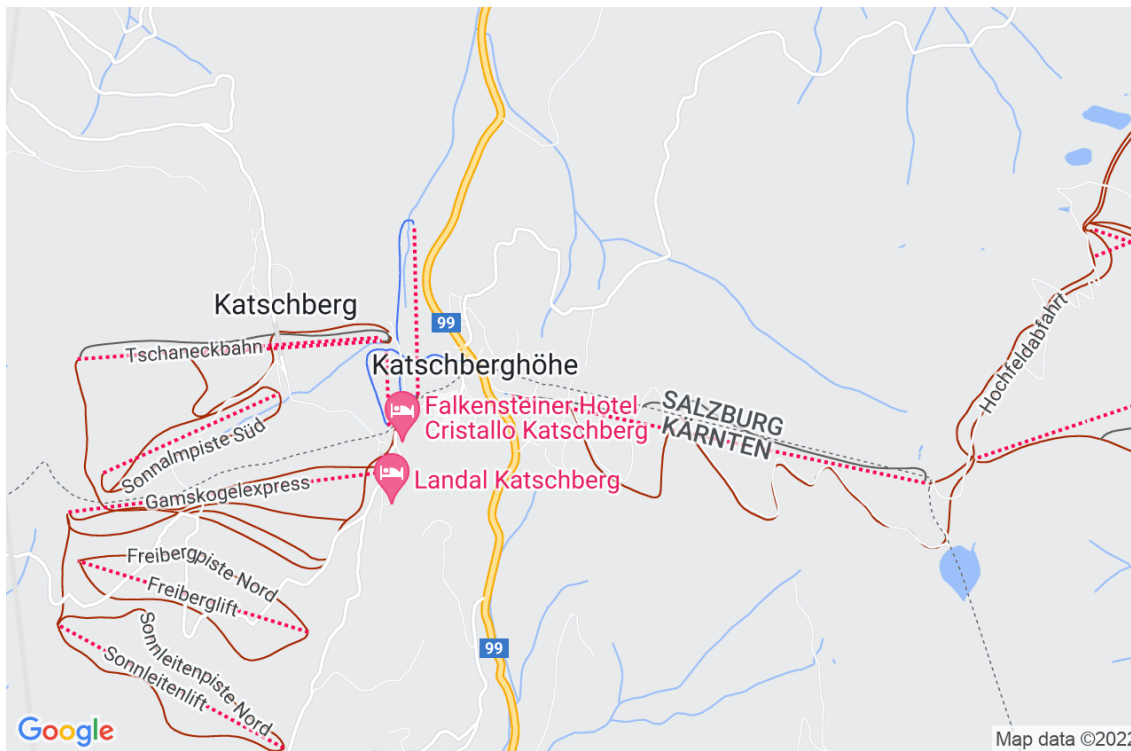 Katschberg
99
Tschaneckbahn
Katschberghöhe
Hochfeldabfahrt
Falkensteiner Hotel
Cristallo Katschberg
SALZBURG
KÄRNTEN
Sonnalmpiste Süd
Gamskogelexpress
Landal Katschberg
Freibergpiste Nord
Freiberglift
Sonnleitenpiste Nord
Sonnleitenlift
99
Google
Map data ©2022